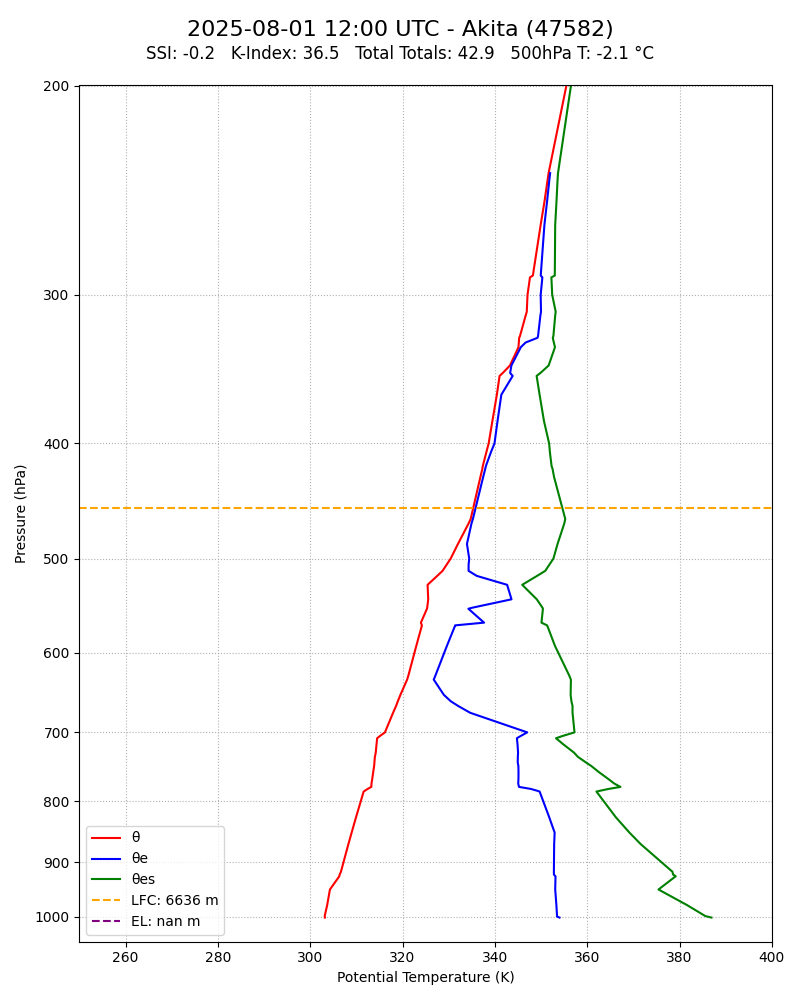 2025-08-01 12:00 UTC - Akita (47582)
SSI: -0.2   K-Index: 36.5   Total Totals: 42.9   500hPa T: -2.1 °C
200
300
400
500
600
700
800
900
1000
Pressure (hPa)
θ
θe
θes
LFC: 6636 m
EL: nan m
260 280 300 320 340 360 380 400
Potential Temperature (K)